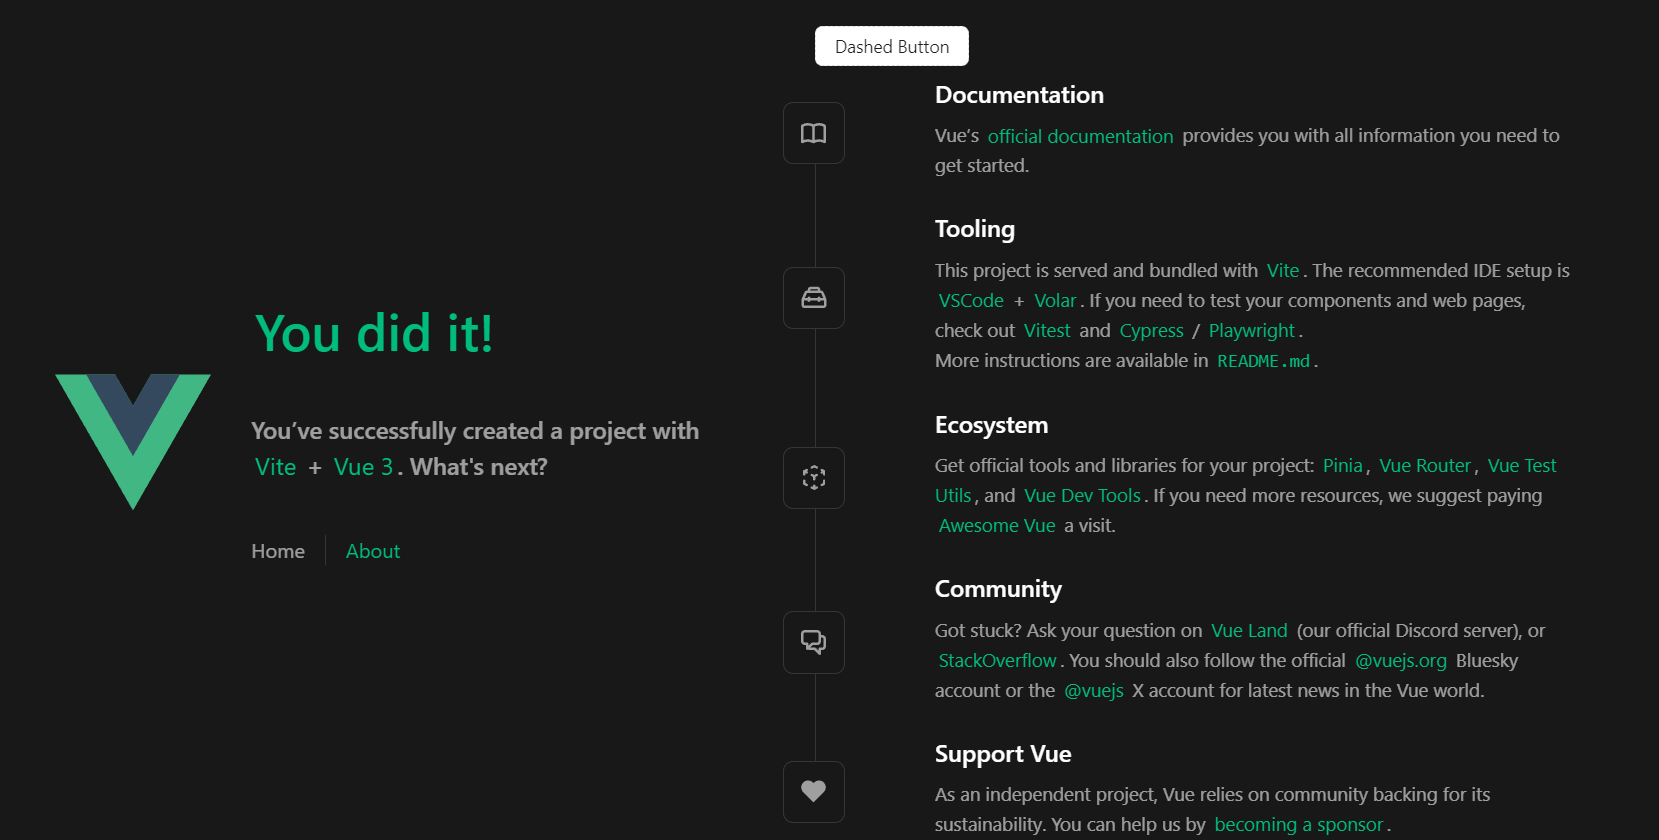 Dashed Button
You did it!
You’ve successfully created a project with
Vite + Vue 3. What's next?
Home
About
Documentation
Vue’s official documentation provides you with all information you need to
get started.
Tooling
This project is served and bundled with Vite. The recommended IDE setup is
VSCode + Volar. If you need to test your components and web pages,
check out Vitest and Cypress / Playwright.
More instructions are available in README.md.
Ecosystem
Get official tools and libraries for your project: Pinia, Vue Router, Vue Test
Utils, and Vue Dev Tools. If you need more resources, we suggest paying
Awesome Vue a visit.
Community
Got stuck? Ask your question on Vue Land (our official Discord server), or
StackOverflow. You should also follow the official @vuejs.org Bluesky
account or the @vuejs X account for latest news in the Vue world.
Support Vue
As an independent project, Vue relies on community backing for its
sustainability. You can help us by becoming a sponsor.